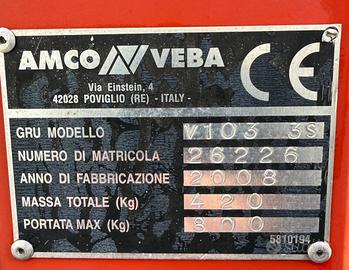 AMCO VEBA
Via Einstein, 4
42028 POVIGLIO (RE) - ITALY -
CE
GRU MODELLO V103 3S
NUMERO DI MATRICOLA 26226
ANNO DI FABBRICAZIONE 2008
MASSA TOTALE (Kg) 420
PORTATA MAX (Kg) 800